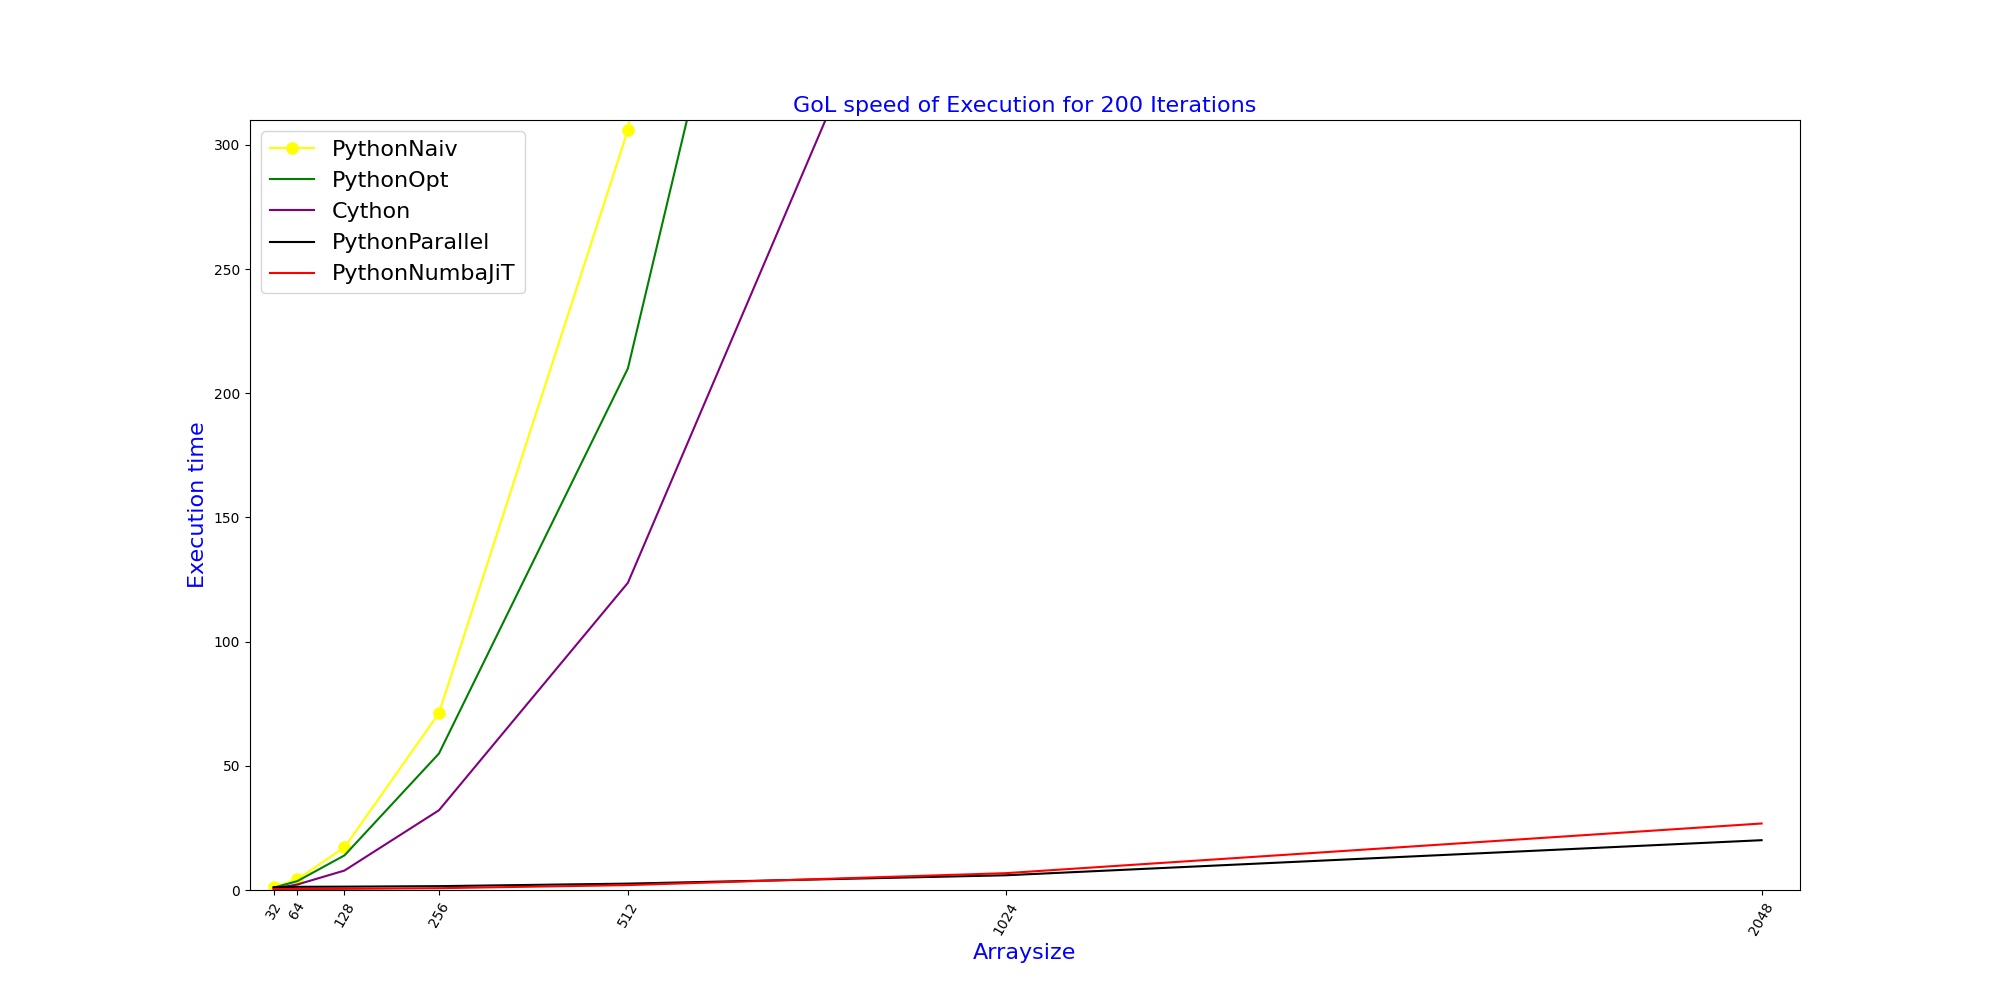 GoL speed of Execution for 200 Iterations
PythonNaiv
PythonOpt
Cython
PythonParallel
PythonNumbaJiT
Execution time
300
250
200
150
100
50
0
32
64
128
256
512
1024
2048
Arraysize